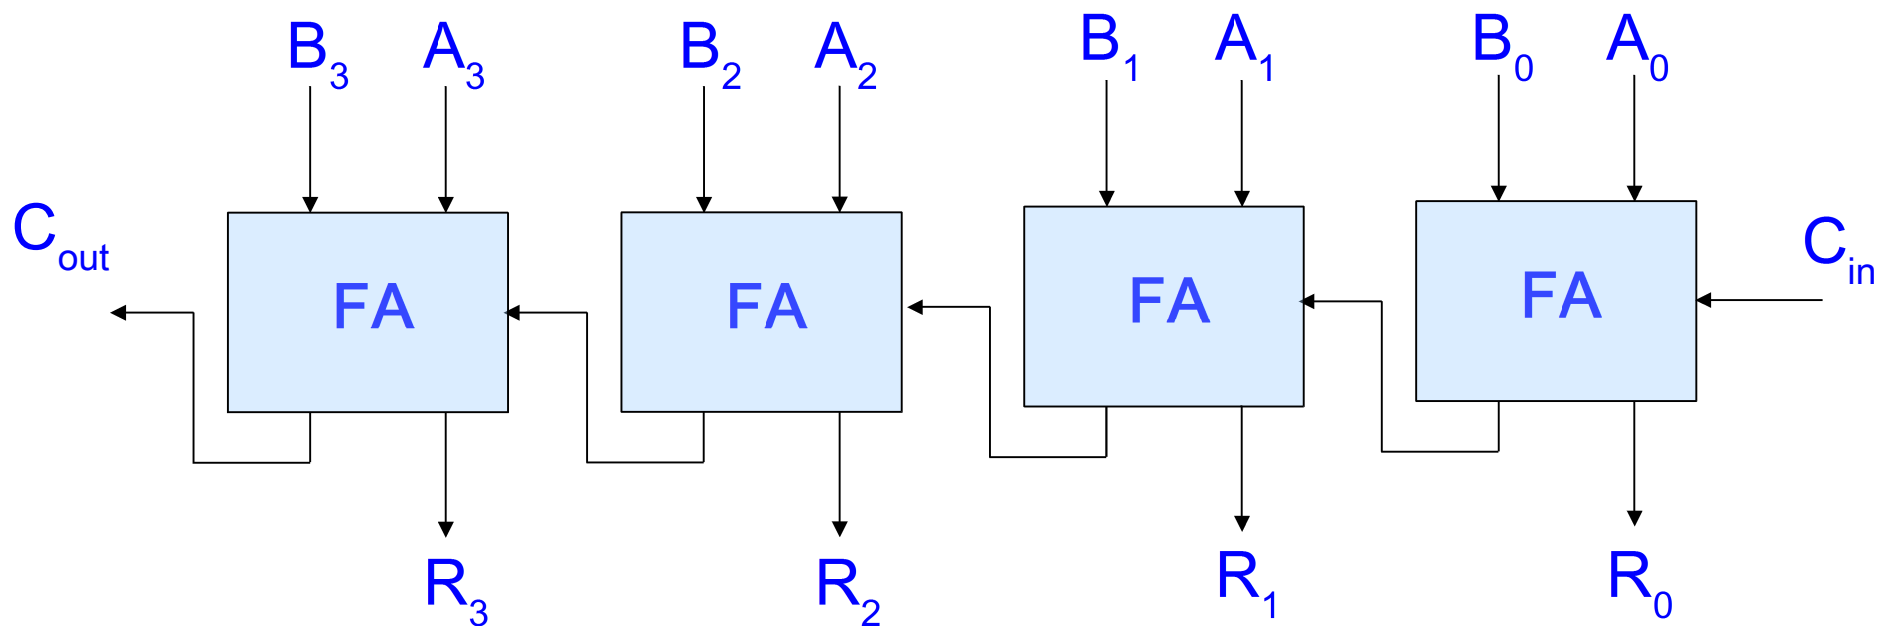 B3 A3 B2 A2 B1 A1 B0 A0
Cout Cin
FA FA FA FA
R3 R2 R1 R0